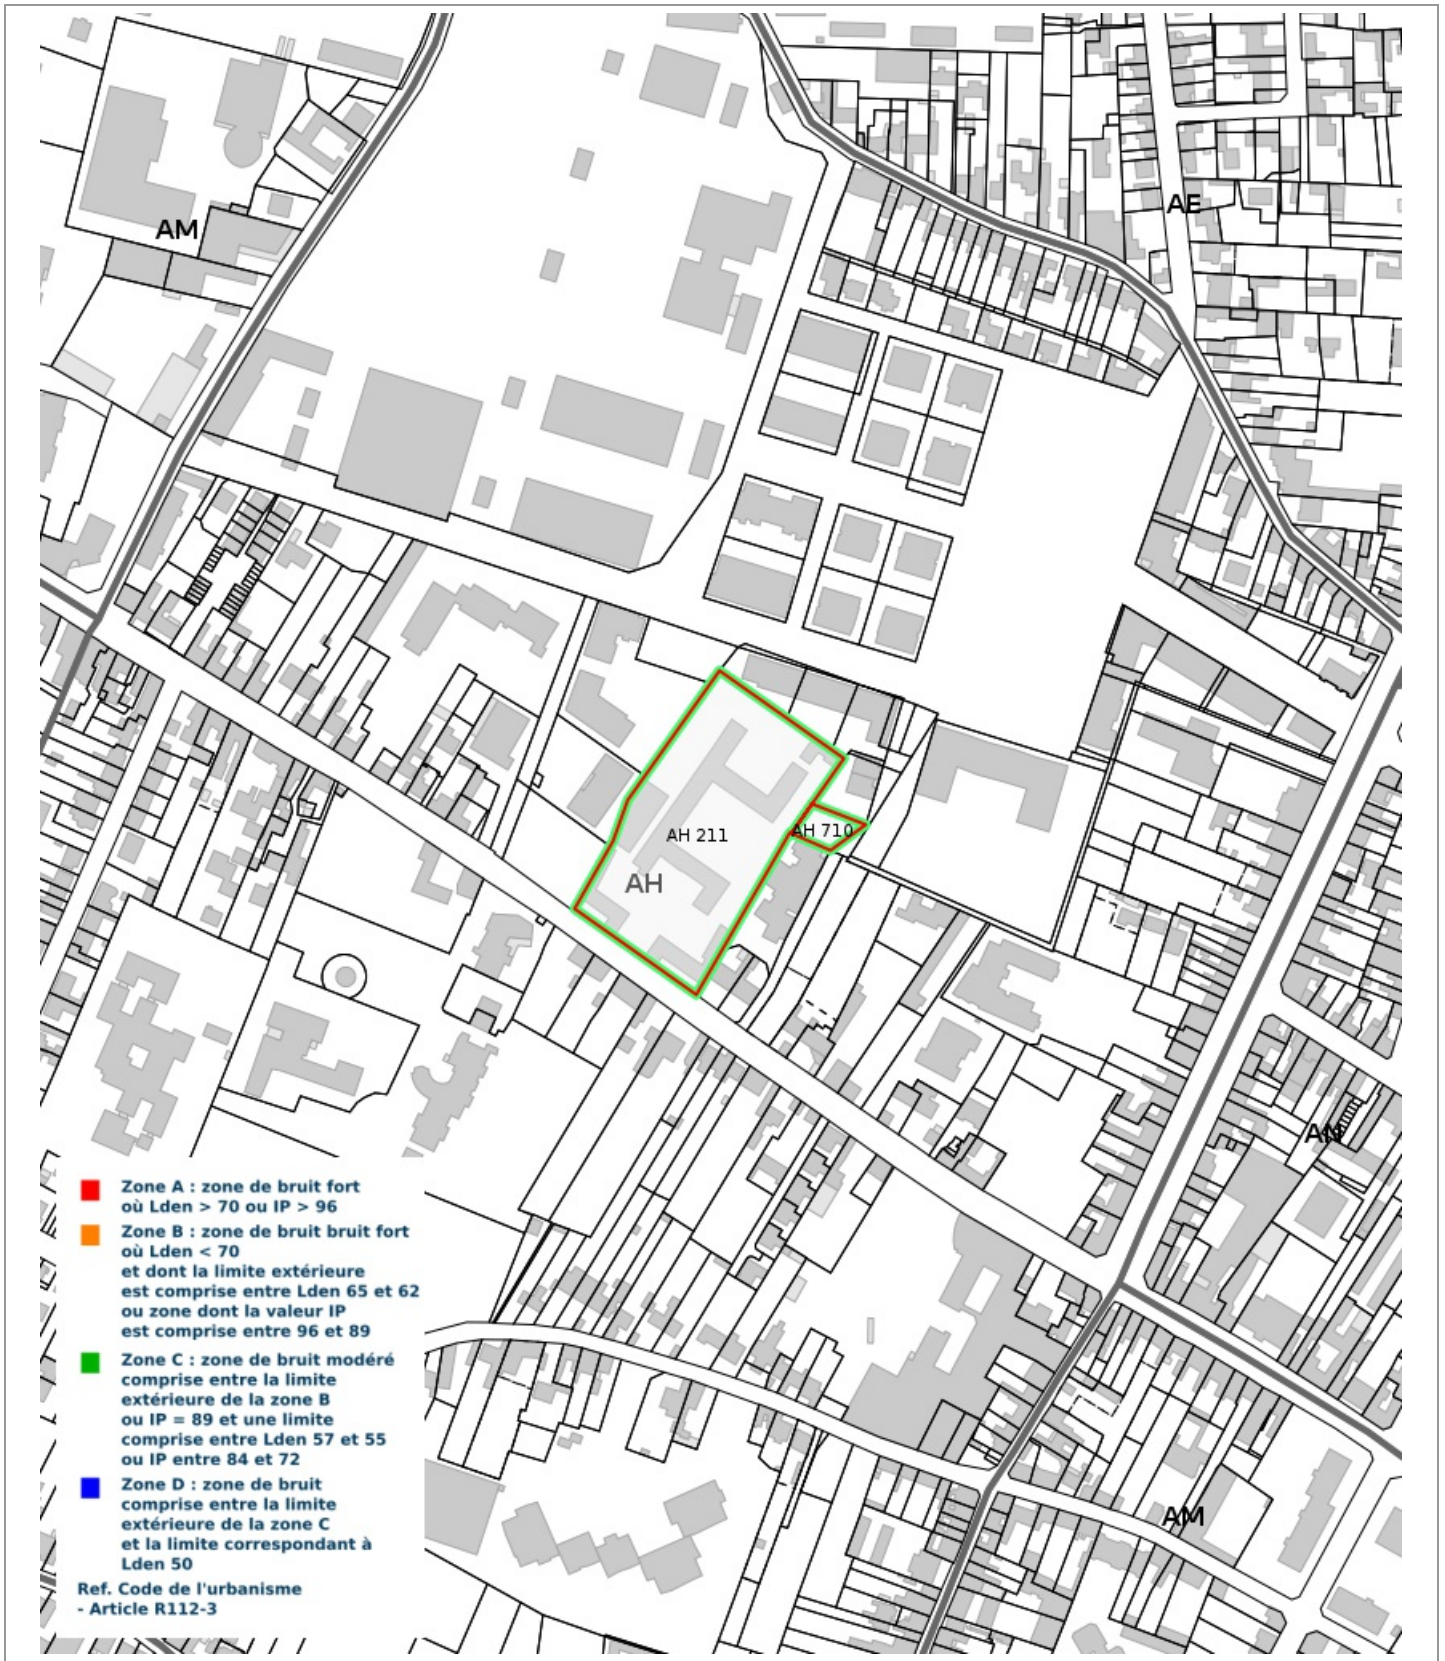 AM
AE
AH 710
AH 211
AH
AN
Zone A : zone de bruit fort
où Lden > 70 ou IP > 96
Zone B : zone de bruit bruit fort
où Lden < 70
et dont la limite extérieure
est comprise entre Lden 65 et 62
ou zone dont la valeur IP
est comprise entre 96 et 89
Zone C : zone de bruit modéré
comprise entre la limite
extérieure de la zone B
ou IP = 89 et une limite
comprise entre Lden 57 et 55
ou IP entre 84 et 72
Zone D : zone de bruit
comprise entre la limite
extérieure de la zone C
et la limite correspondant à
Lden 50
Ref. Code de l'urbanisme
- Article R112-3
AM